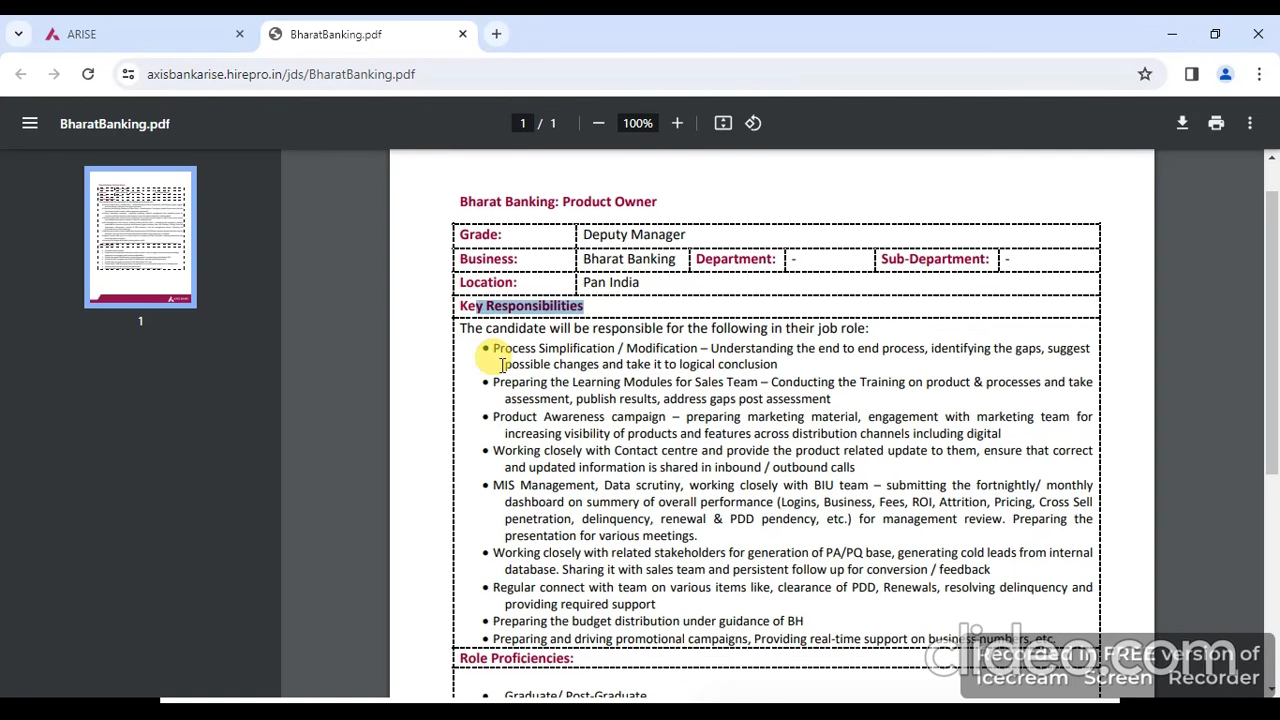 ARISE
BharatBanking.pdf
axisbankarise.hirepro.in/jds/BharatBanking.pdf
BharatBanking.pdf
1 / 1
100%
1
Bharat Banking: Product Owner
Grade: Deputy Manager
Business: Bharat Banking Department: - Sub-Department: -
Location: Pan India
Key Responsibilities
The candidate will be responsible for the following in their job role:
• Process Simplification / Modification – Understanding the end to end process, identifying the gaps, suggest
possible changes and take it to logical conclusion
• Preparing the Learning Modules for Sales Team – Conducting the Training on product & processes and take
assessment, publish results, address gaps post assessment
• Product Awareness campaign – preparing marketing material, engagement with marketing team for
increasing visibility of products and features across distribution channels including digital
• Working closely with Contact centre and provide the product related update to them, ensure that correct
and updated information is shared in inbound / outbound calls
• MIS Management, Data scrutiny, working closely with BIU team – submitting the fortnightly/ monthly
dashboard on summery of overall performance (Logins, Business, Fees, ROI, Attrition, Pricing, Cross Sell
penetration, delinquency, renewal & PDD pendency, etc.) for management review. Preparing the
presentation for various meetings.
• Working closely with related stakeholders for generation of PA/PQ base, generating cold leads from internal
database. Sharing it with sales team and persistent follow up for conversion / feedback
• Regular connect with team on various items like, clearance of PDD, Renewals, resolving delinquency and
providing required support
• Preparing the budget distribution under guidance of BH
• Preparing and driving promotional campaigns, Providing real-time support on business numbers, etc.
Role Proficiencies:
• Graduate/ Post-Graduate
clideo.com
Recorded in FREE version of
Icecream Screen Recorder